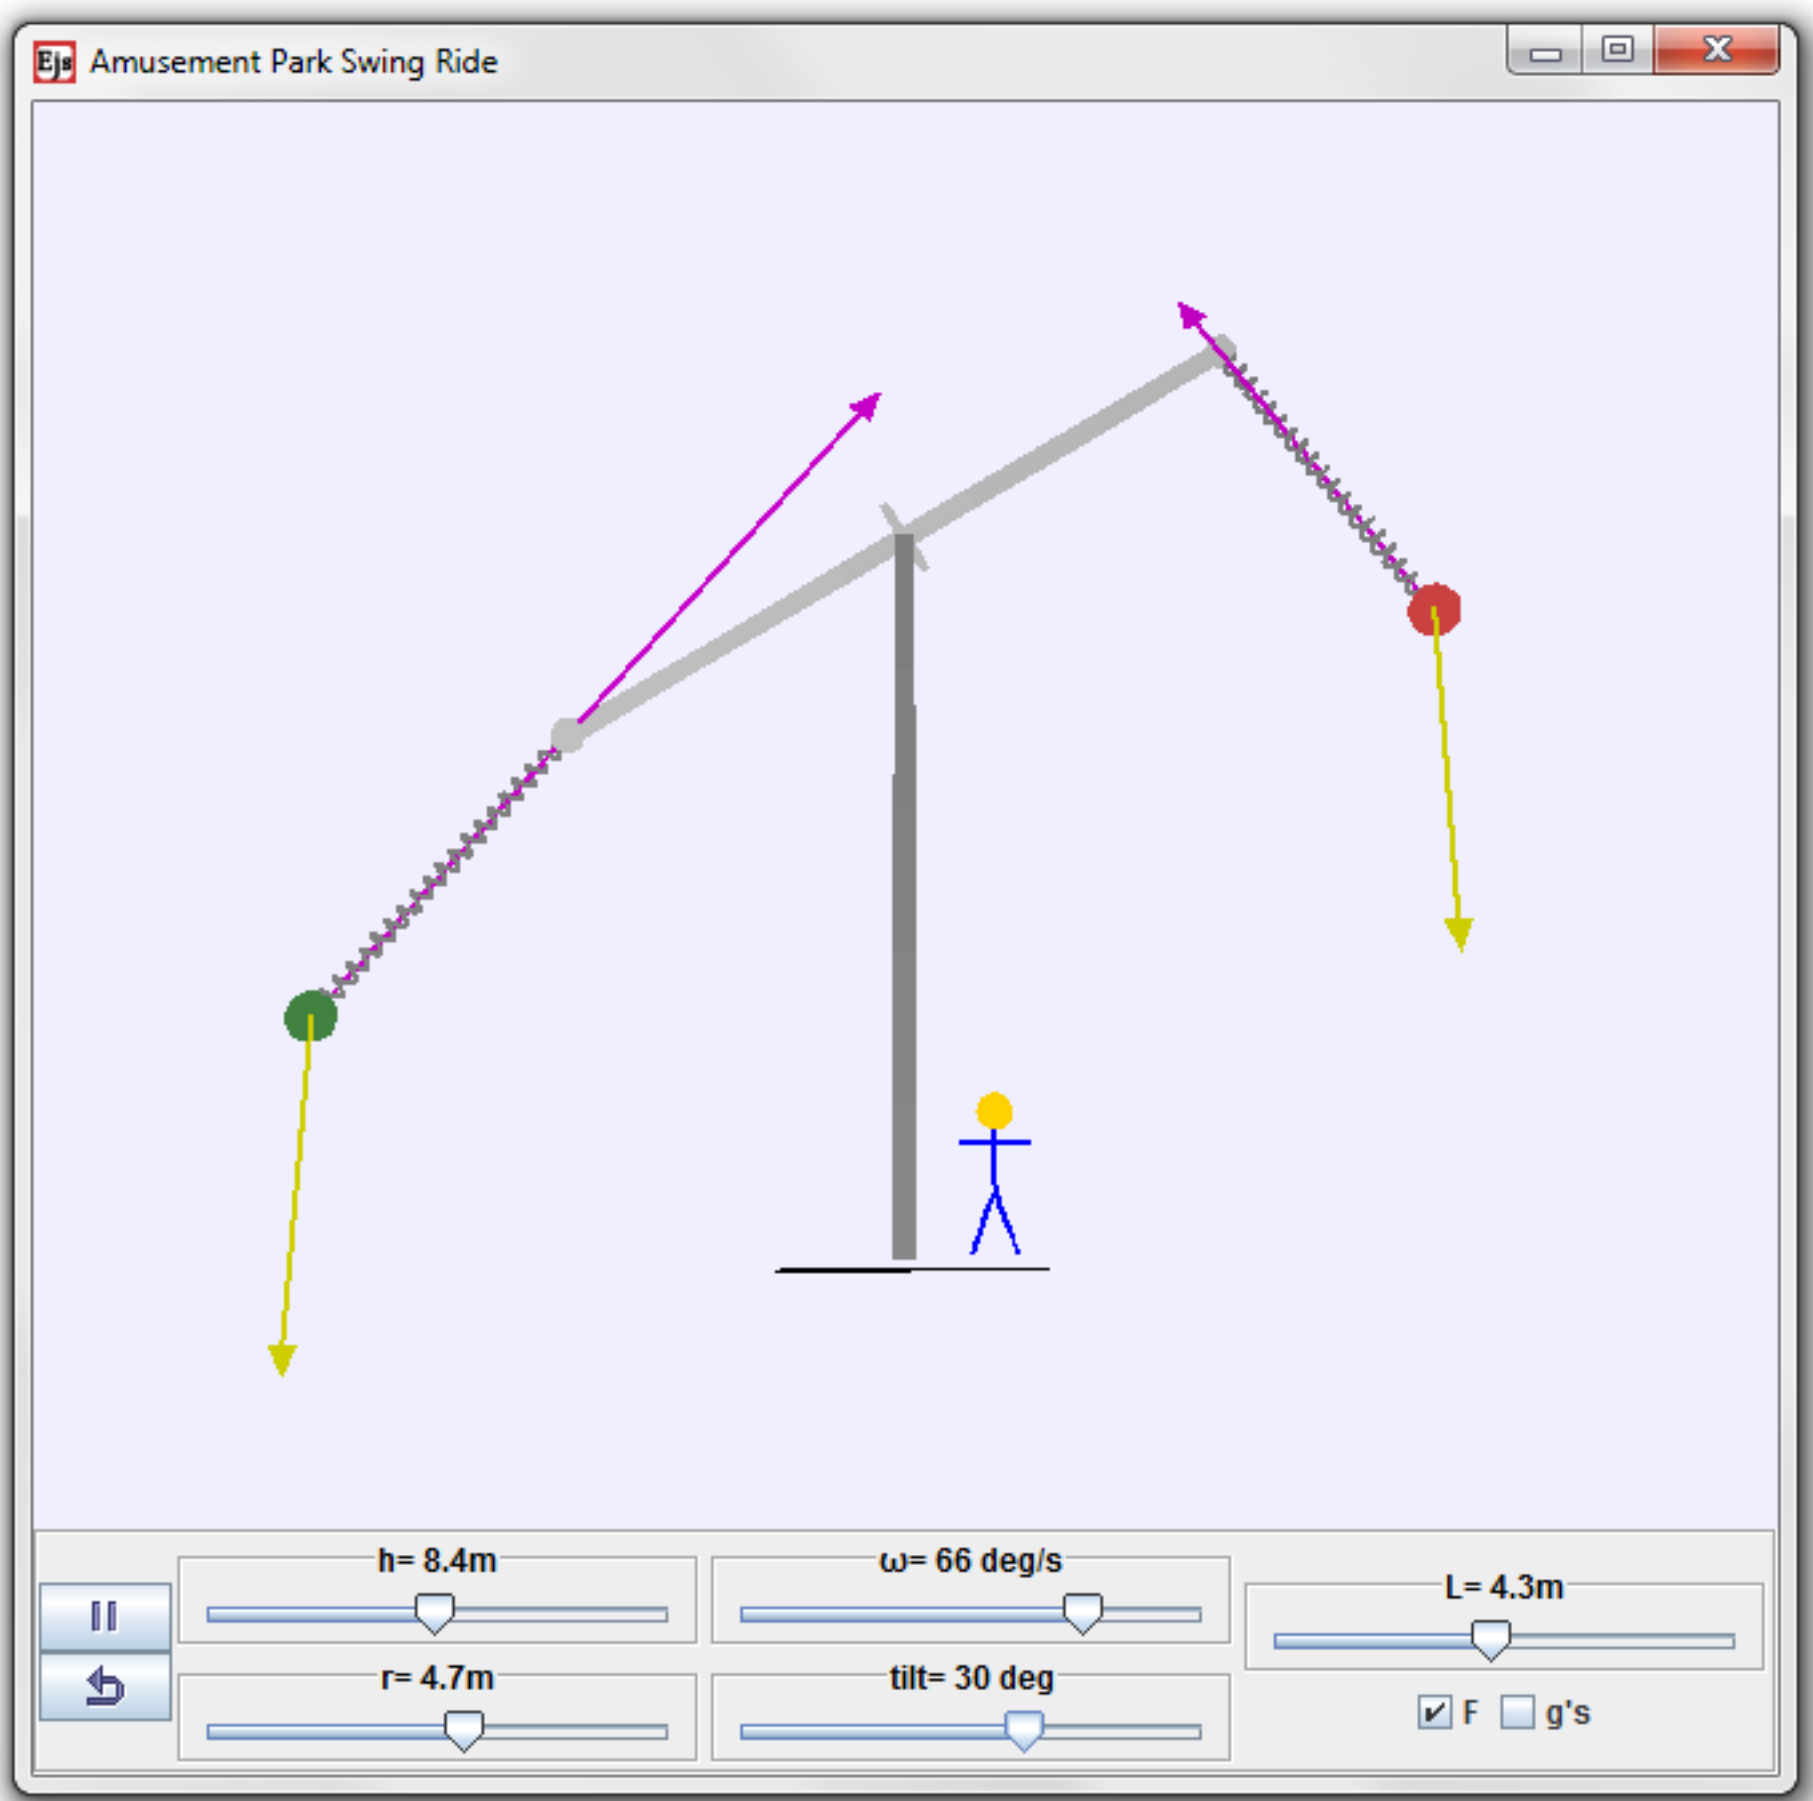 Ejs Amusement Park Swing Ride
h= 8.4m
ω= 66 deg/s
L= 4.3m
r= 4.7m
tilt= 30 deg
F g's